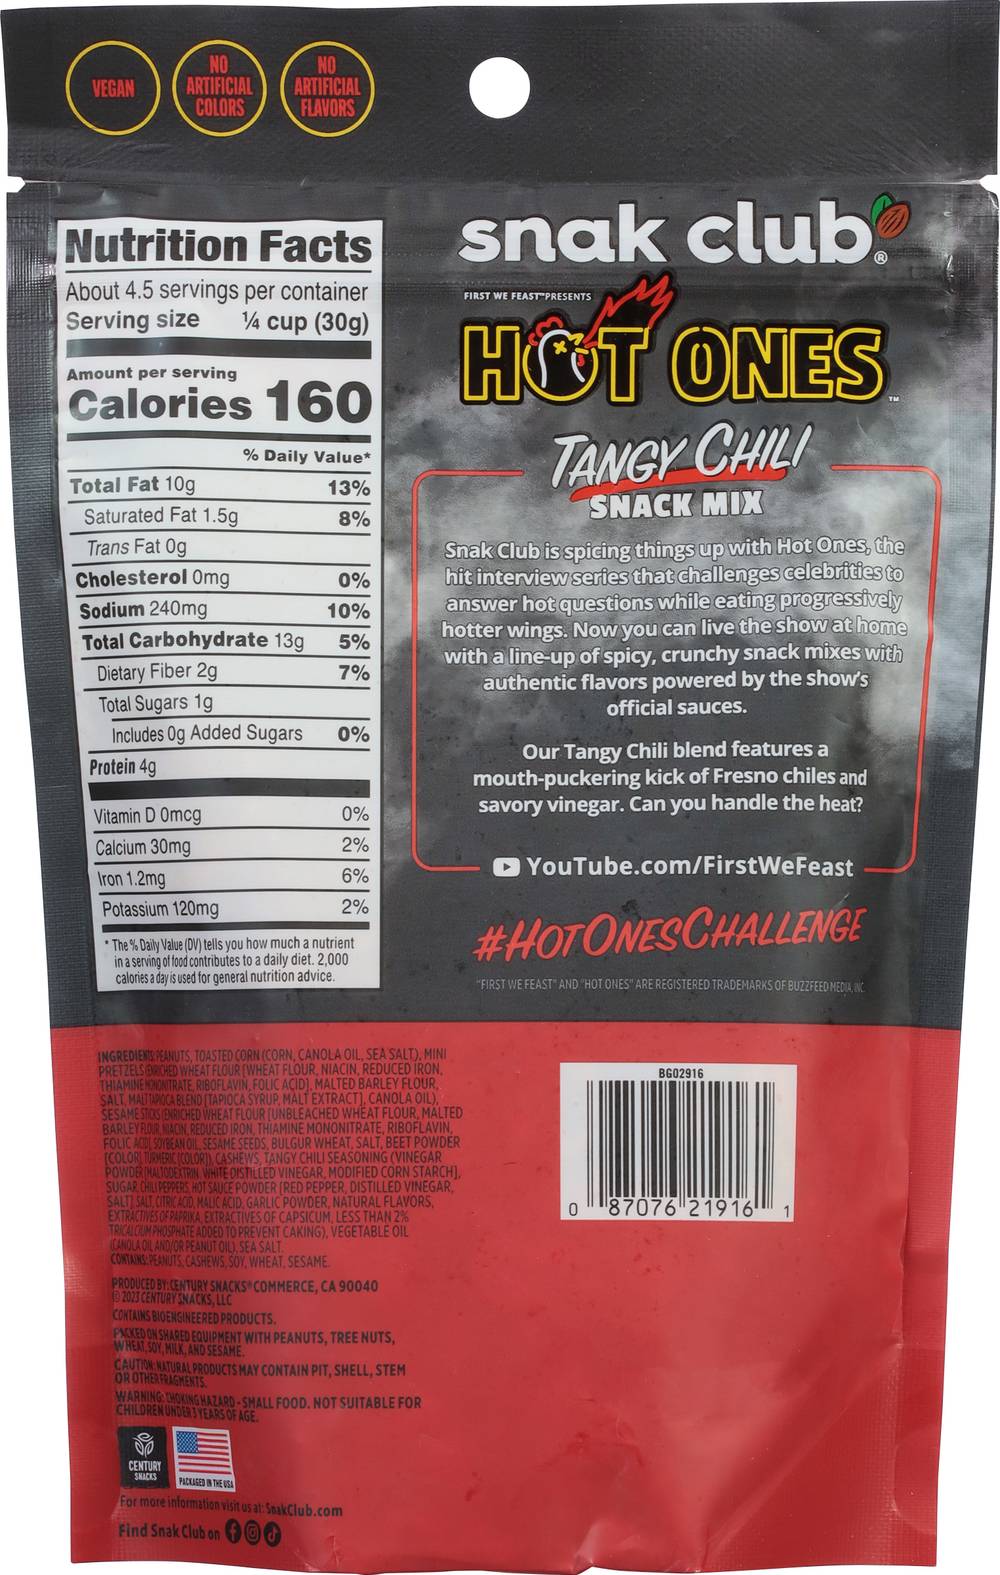 VEGAN
NO
ARTIFICIAL
COLORS
NO
ARTIFICIAL
FLAVORS
Nutrition Facts
About 4.5 servings per container
Serving size ¼ cup (30g)
Amount per serving
Calories 160
% Daily Value*
Total Fat 10g 13%
Saturated Fat 1.5g 8%
Trans Fat 0g
Cholesterol 0mg 0%
Sodium 240mg 10%
Total Carbohydrate 13g 5%
Dietary Fiber 2g 7%
Total Sugars 1g
Includes 0g Added Sugars 0%
Protein 4g
Vitamin D 0mcg 0%
Calcium 30mg 2%
Iron 1.2mg 6%
Potassium 120mg 2%
* The % Daily Value (DV) tells you how much a nutrient
in a serving of food contributes to a daily diet. 2,000
calories a day is used for general nutrition advice.
snak club®
FIRST WE FEAST™ PRESENTS
HOT ONES™
TANGY CHILI
SNACK MIX
Snak Club is spicing things up with Hot Ones, the
hit interview series that challenges celebrities to
answer hot questions while eating progressively
hotter wings. Now you can live the show at home
with a line-up of spicy, crunchy snack mixes with
authentic flavors powered by the show's
official sauces.
Our Tangy Chili blend features a
mouth-puckering kick of Fresno chiles and
savory vinegar. Can you handle the heat?
YouTube.com/FirstWeFeast
#HOTONESCHALLENGE
"FIRST WE FEAST" AND "HOT ONES" ARE REGISTERED TRADEMARKS OF BUZZFEED MEDIA, INC.
INGREDIENTS: PEANUTS, TOASTED CORN (CORN, CANOLA OIL, SEA SALT), MINI
PRETZELS (ENRICHED WHEAT FLOUR [WHEAT FLOUR, NIACIN, REDUCED IRON,
THIAMINE MONONITRATE, RIBOFLAVIN, FOLIC ACID], MALTED BARLEY FLOUR,
SALT, MALT TAPIOCA BLEND [TAPIOCA SYRUP, MALT EXTRACT], CANOLA OIL),
SESAME STICKS (ENRICHED WHEAT FLOUR [UNBLEACHED WHEAT FLOUR, MALTED
BARLEY FLOUR, NIACIN, REDUCED IRON, THIAMINE MONONITRATE, RIBOFLAVIN,
FOLIC ACID], SOYBEAN OIL, SESAME SEEDS, BULGUR WHEAT, SALT, BEET POWDER
[COLOR], TURMERIC [COLOR]), CASHEWS, TANGY CHILI SEASONING (VINEGAR
POWDER [MALTODEXTRIN, WHITE DISTILLED VINEGAR, MODIFIED CORN STARCH],
SUGAR, CHILI PEPPERS, HOT SAUCE POWDER [RED PEPPER, DISTILLED VINEGAR,
SALT], SALT, CITRIC ACID, MALIC ACID, GARLIC POWDER, NATURAL FLAVORS,
EXTRACTIVES OF PAPRIKA, EXTRACTIVES OF CAPSICUM, LESS THAN 2%
TRICALCIUM PHOSPHATE ADDED TO PREVENT CAKING), VEGETABLE OIL
(CANOLA OIL AND/OR PEANUT OIL), SEA SALT.
CONTAINS: PEANUTS, CASHEWS, SOY, WHEAT, SESAME.
PRODUCED BY: CENTURY SNACKS® COMMERCE, CA 90040
© 2023 CENTURY SNACKS, LLC
CONTAINS BIOENGINEERED PRODUCTS.
PACKED ON SHARED EQUIPMENT WITH PEANUTS, TREE NUTS,
WHEAT, SOY, MILK, AND SESAME.
CAUTION: NATURAL PRODUCTS MAY CONTAIN PIT, SHELL, STEM
OR OTHER FRAGMENTS.
WARNING: CHOKING HAZARD - SMALL FOOD. NOT SUITABLE FOR
CHILDREN UNDER 3 YEARS OF AGE.
CENTURY
SNACKS
PACKAGED IN THE USA
For more information visit us at: SnakClub.com
Find Snak Club on
BG02916
0 87076 21916 1